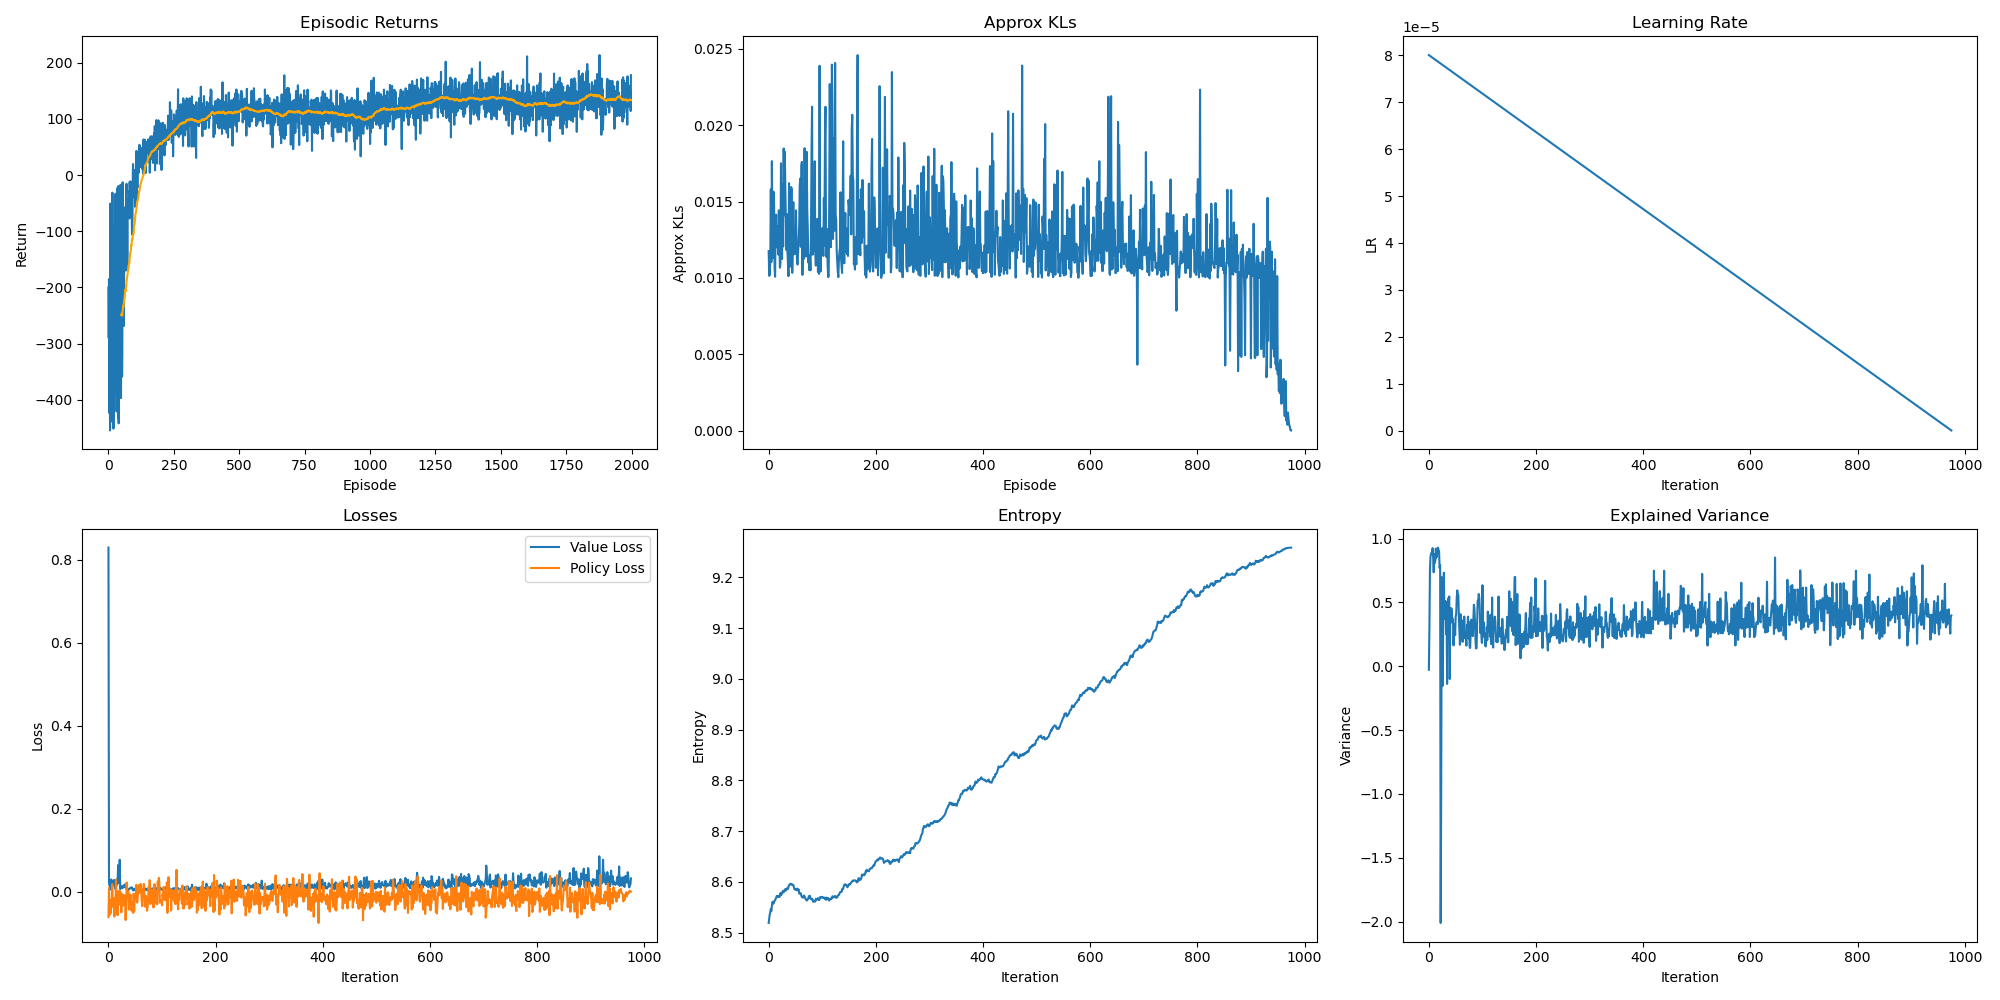 Episodic Returns
200
100
0
−100
−200
−300
−400
Return
0 250 500 750 1000 1250 1500 1750 2000
Episode
Approx KLs
0.025
0.020
0.015
0.010
0.005
0.000
Approx KLs
0 200 400 600 800 1000
Episode
Learning Rate
1e−5
8
7
6
5
4
3
2
1
0
LR
0 200 400 600 800 1000
Iteration
Losses
Value Loss
Policy Loss
0.8
0.6
0.4
0.2
0.0
Loss
0 200 400 600 800 1000
Iteration
Entropy
9.2
9.1
9.0
8.9
8.8
8.7
8.6
8.5
Entropy
0 200 400 600 800 1000
Iteration
Explained Variance
1.0
0.5
0.0
−0.5
−1.0
−1.5
−2.0
Variance
0 200 400 600 800 1000
Iteration